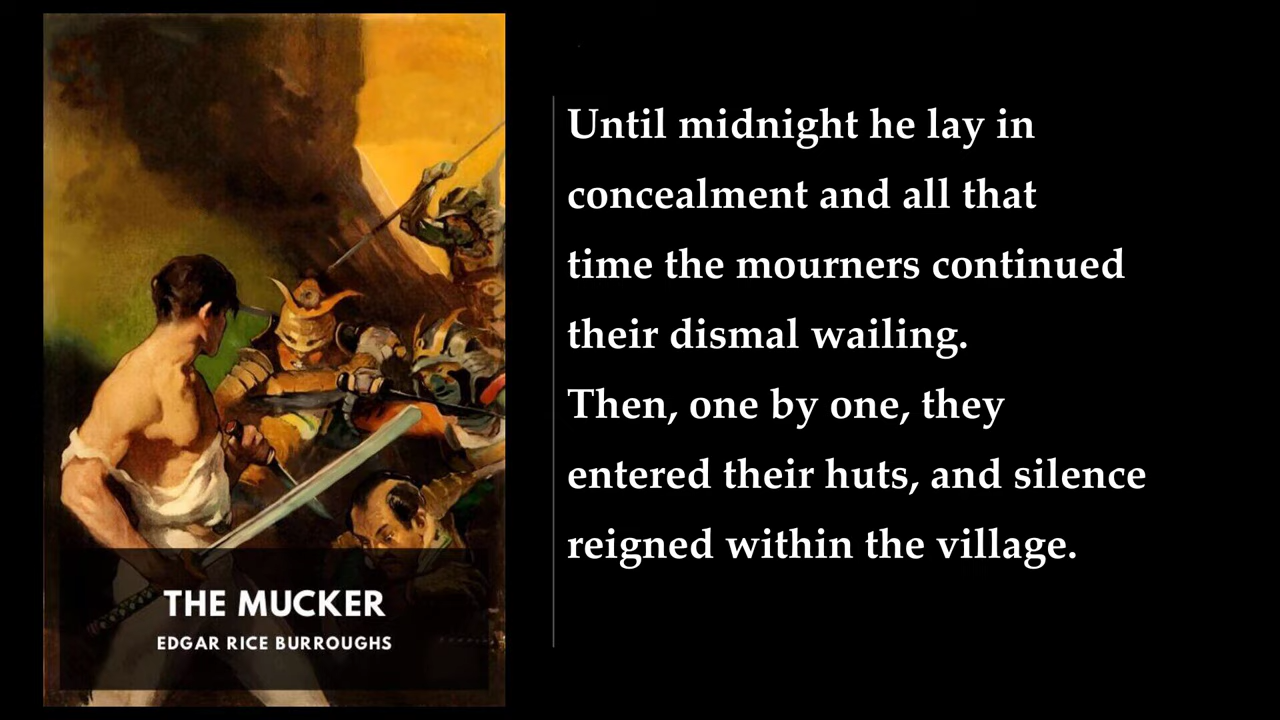 Until midnight he lay in
concealment and all that
time the mourners continued
their dismal wailing.
Then, one by one, they
entered their huts, and silence
reigned within the village.
THE MUCKER
EDGAR RICE BURROUGHS